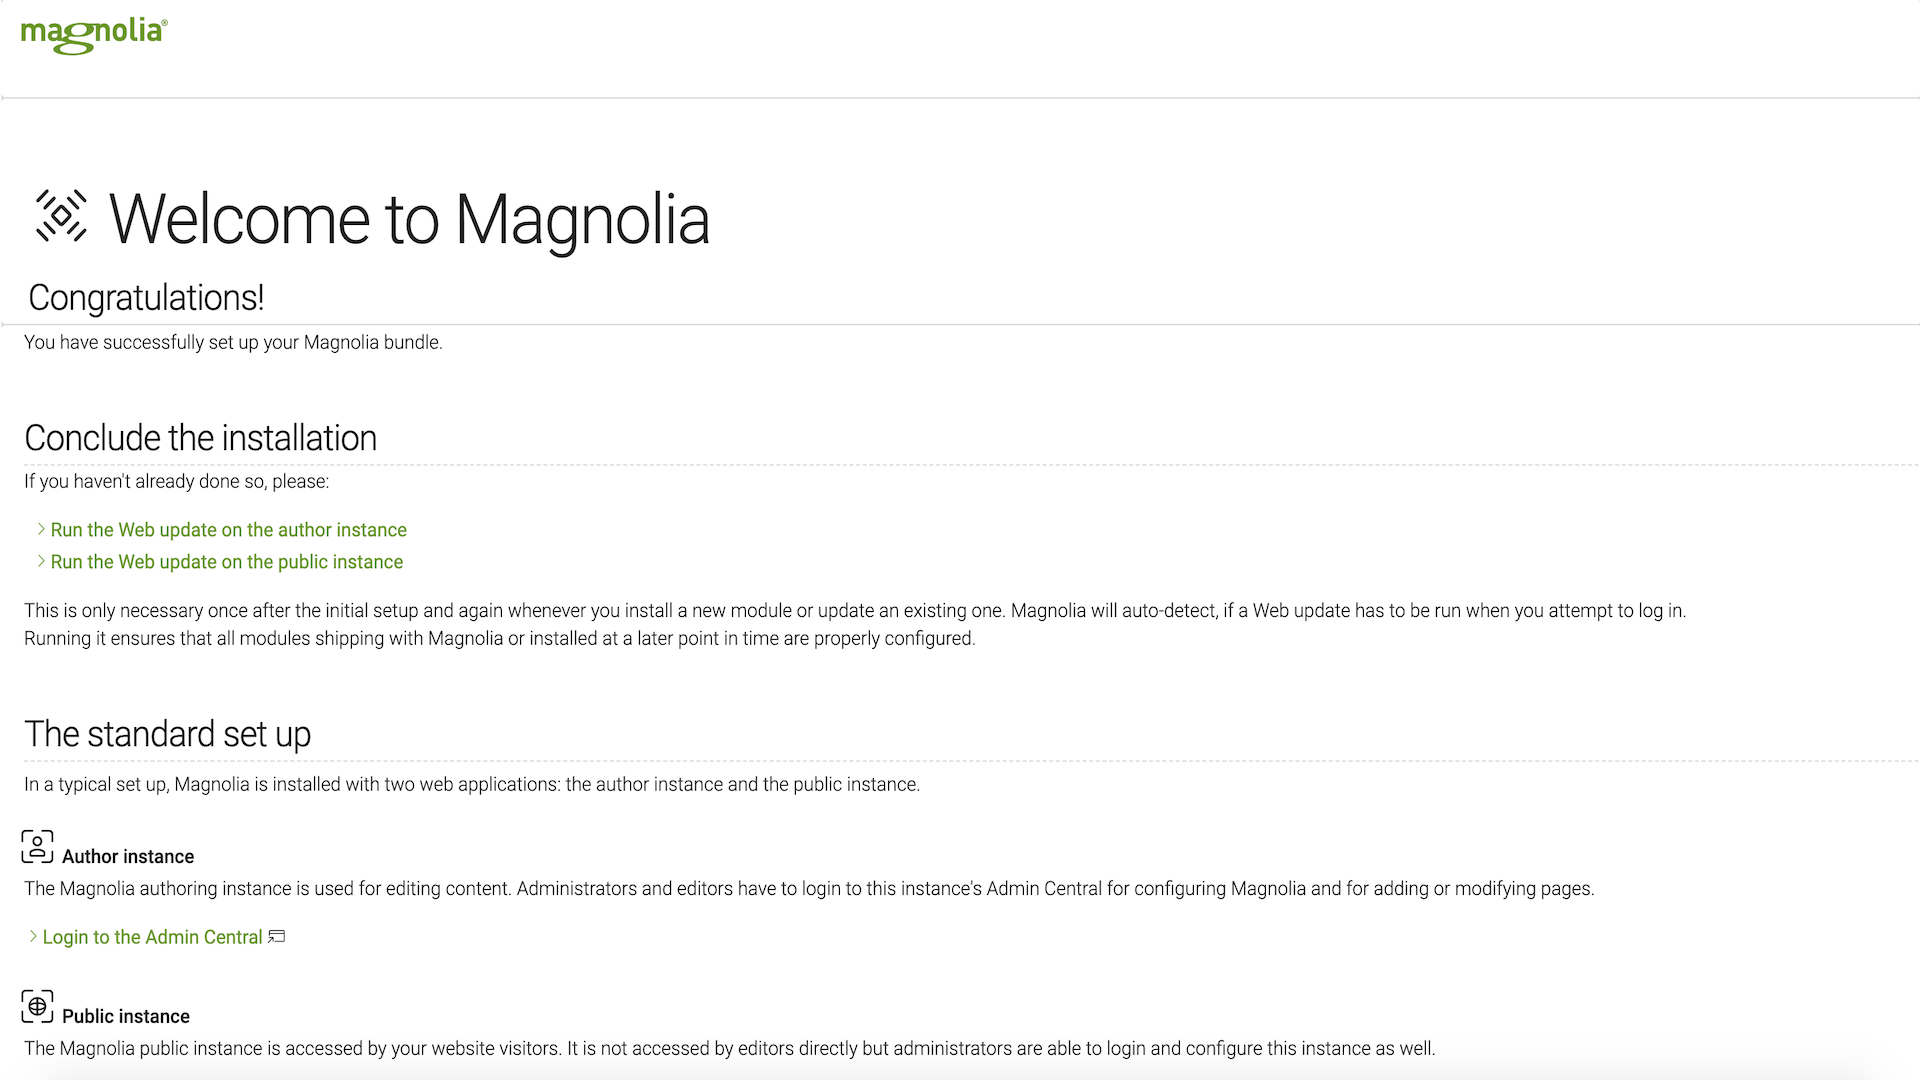 magnolia®
Welcome to Magnolia
Congratulations!
You have successfully set up your Magnolia bundle.
Conclude the installation
If you haven't already done so, please:
Run the Web update on the author instance
Run the Web update on the public instance
This is only necessary once after the initial setup and again whenever you install a new module or update an existing one. Magnolia will auto-detect, if a Web update has to be run when you attempt to log in.
Running it ensures that all modules shipping with Magnolia or installed at a later point in time are properly configured.
The standard set up
In a typical set up, Magnolia is installed with two web applications: the author instance and the public instance.
Author instance
The Magnolia authoring instance is used for editing content. Administrators and editors have to login to this instance's Admin Central for configuring Magnolia and for adding or modifying pages.
Login to the Admin Central
Public instance
The Magnolia public instance is accessed by your website visitors. It is not accessed by editors directly but administrators are able to login and configure this instance as well.